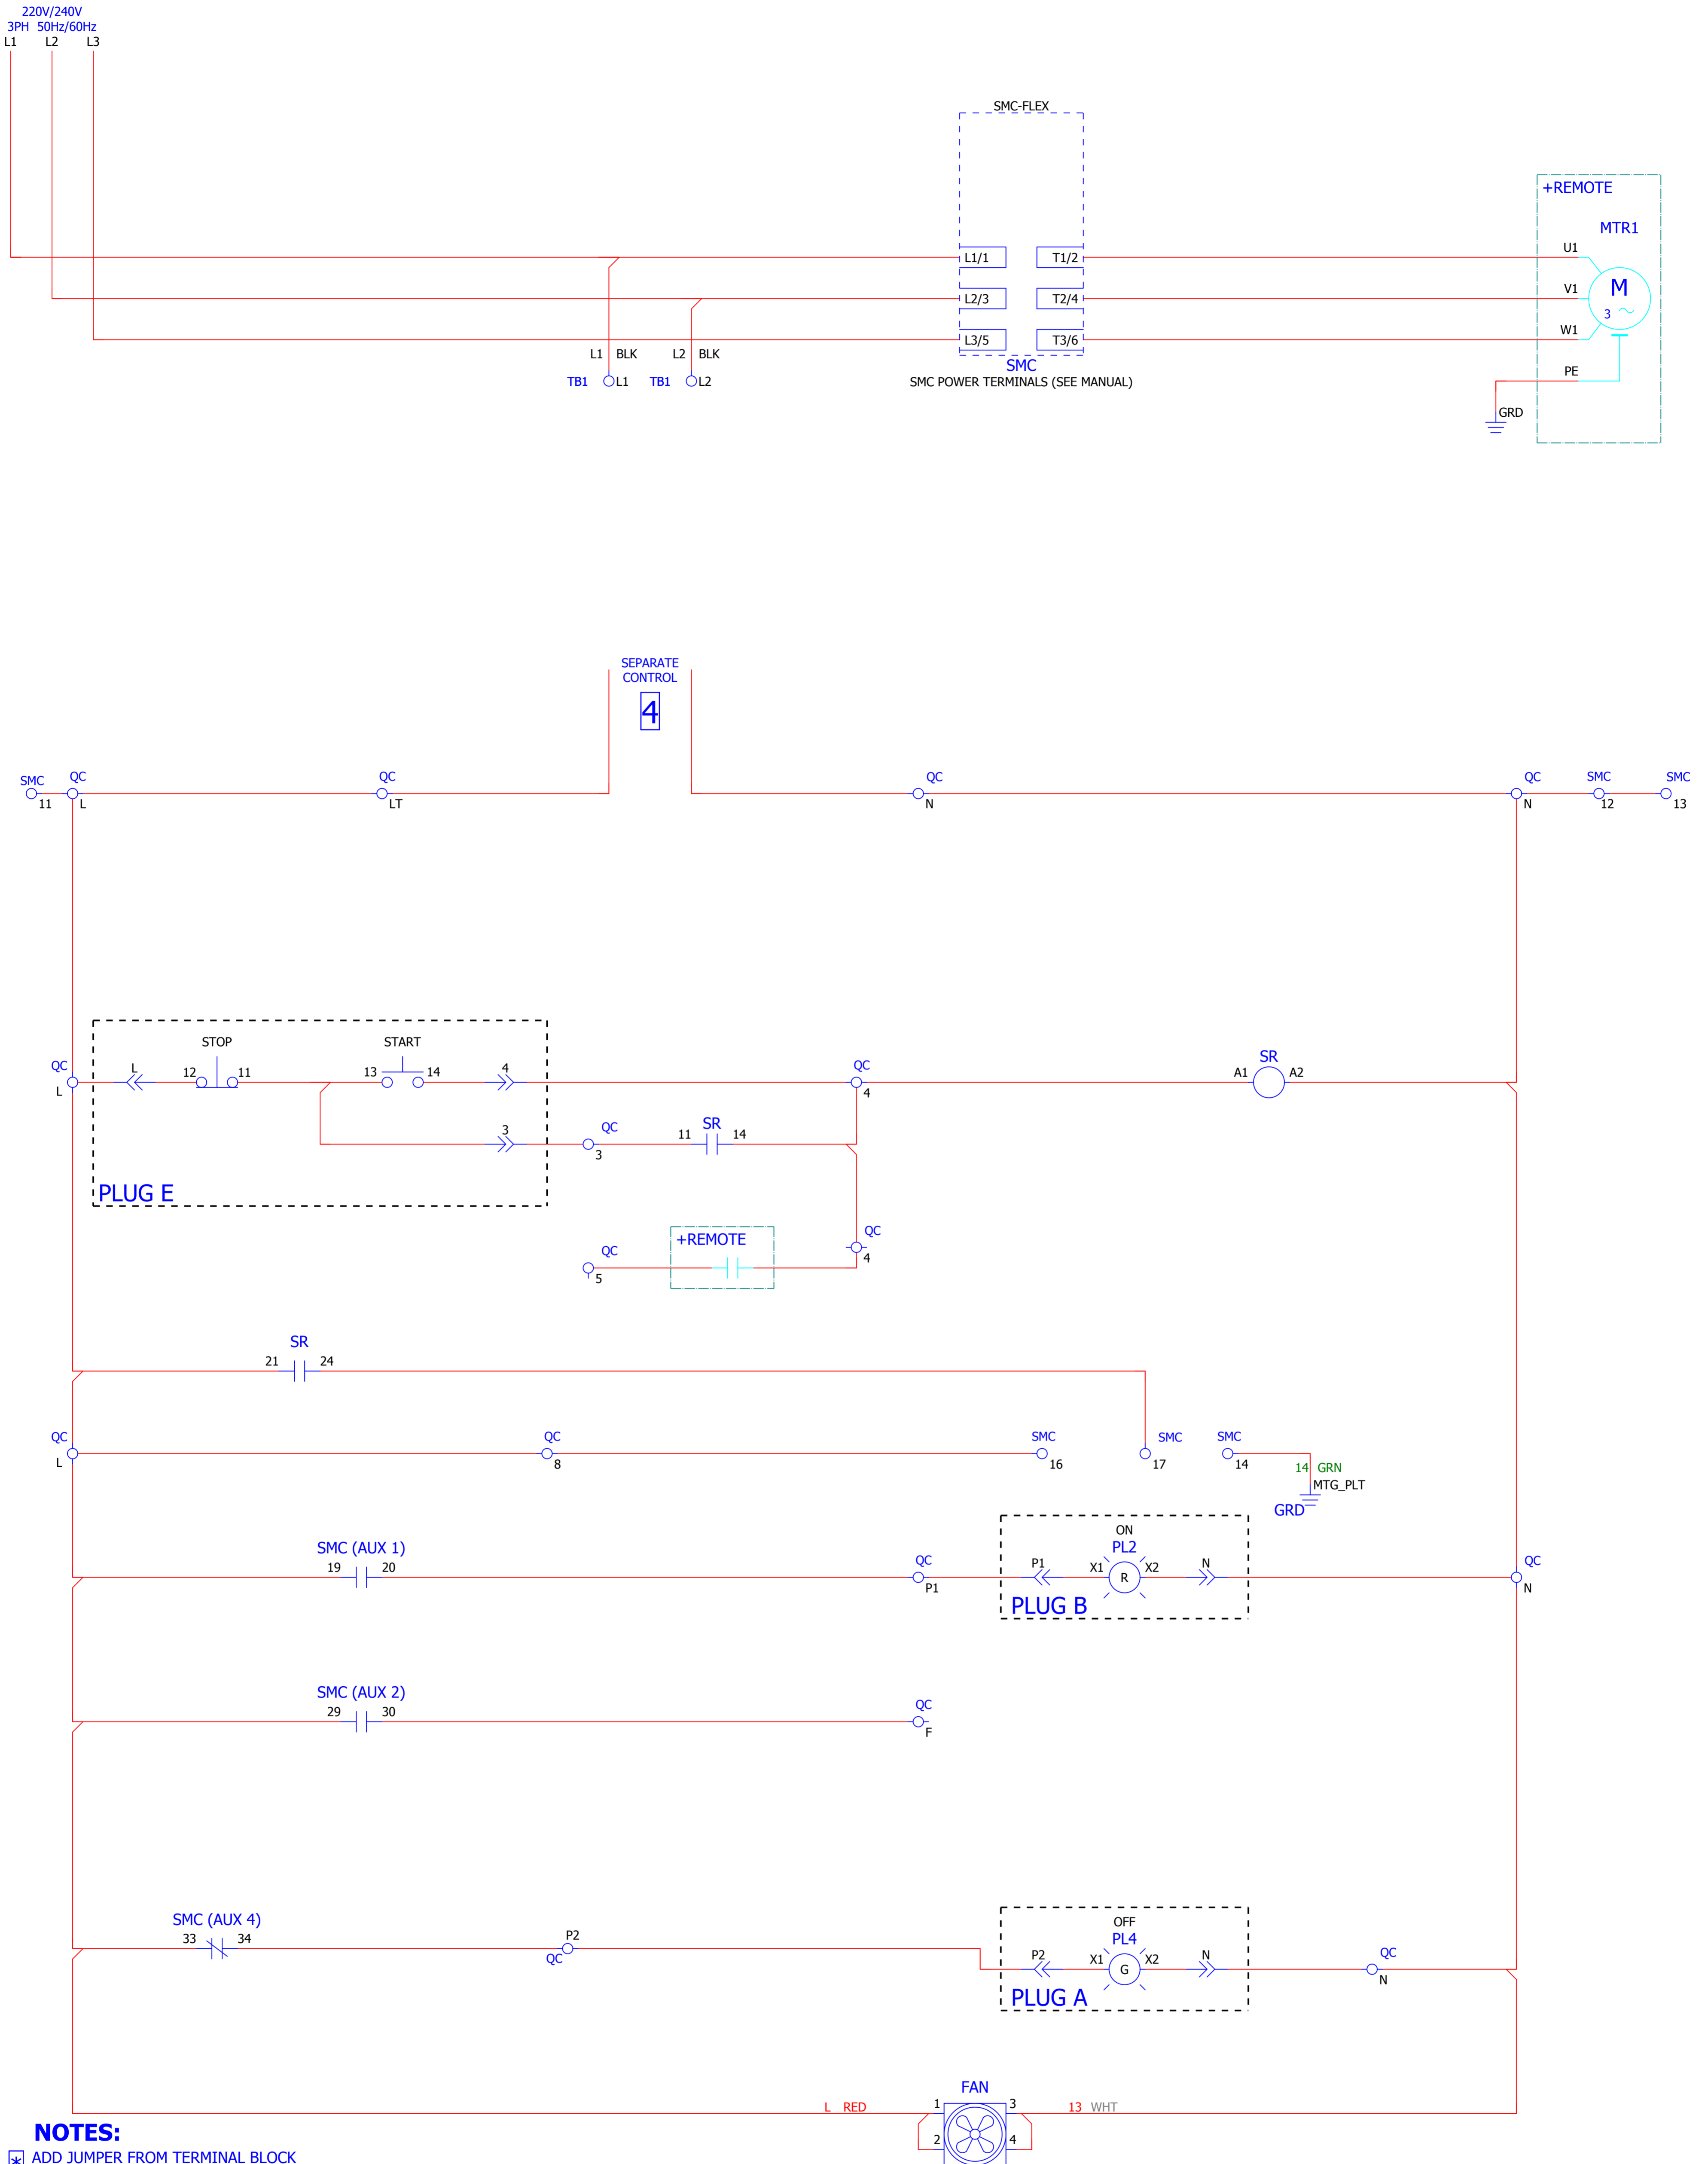 220V/240V
3PH 50Hz/60Hz
L1 L2 L3
SMC-FLEX
+REMOTE
MTR1
L1/1 T1/2 U1
L2/3 T2/4 V1 M
3
L3/5 T3/6 W1
L1 BLK L2 BLK
SMC
TB1 L1 TB1 L2
SMC POWER TERMINALS (SEE MANUAL)
PE
GRD
SEPARATE
CONTROL
4
SMC QC QC QC QC SMC SMC
11 L LT N N 12 13
STOP START
QC L 12 11 13 14 4 QC A1 SR A2
L 4
3 QC 11 SR 14
3
PLUG E
+REMOTE QC
QC 4
5
SR
21 24
QC QC SMC SMC SMC
L 8 16 17 14
14 GRN
MTG_PLT
GRD
ON
SMC (AUX 1) PL2
19 20 QC P1 X1 R X2 N QC
P1 N
PLUG B
SMC (AUX 2)
29 30 QC
F
SMC (AUX 4) OFF
33 34 P2 PL4
QC P2 X1 G X2 N QC
N
PLUG A
FAN
L RED 1 3 13 WHT
2 4
NOTES:
* ADD JUMPER FROM TERMINAL BLOCK